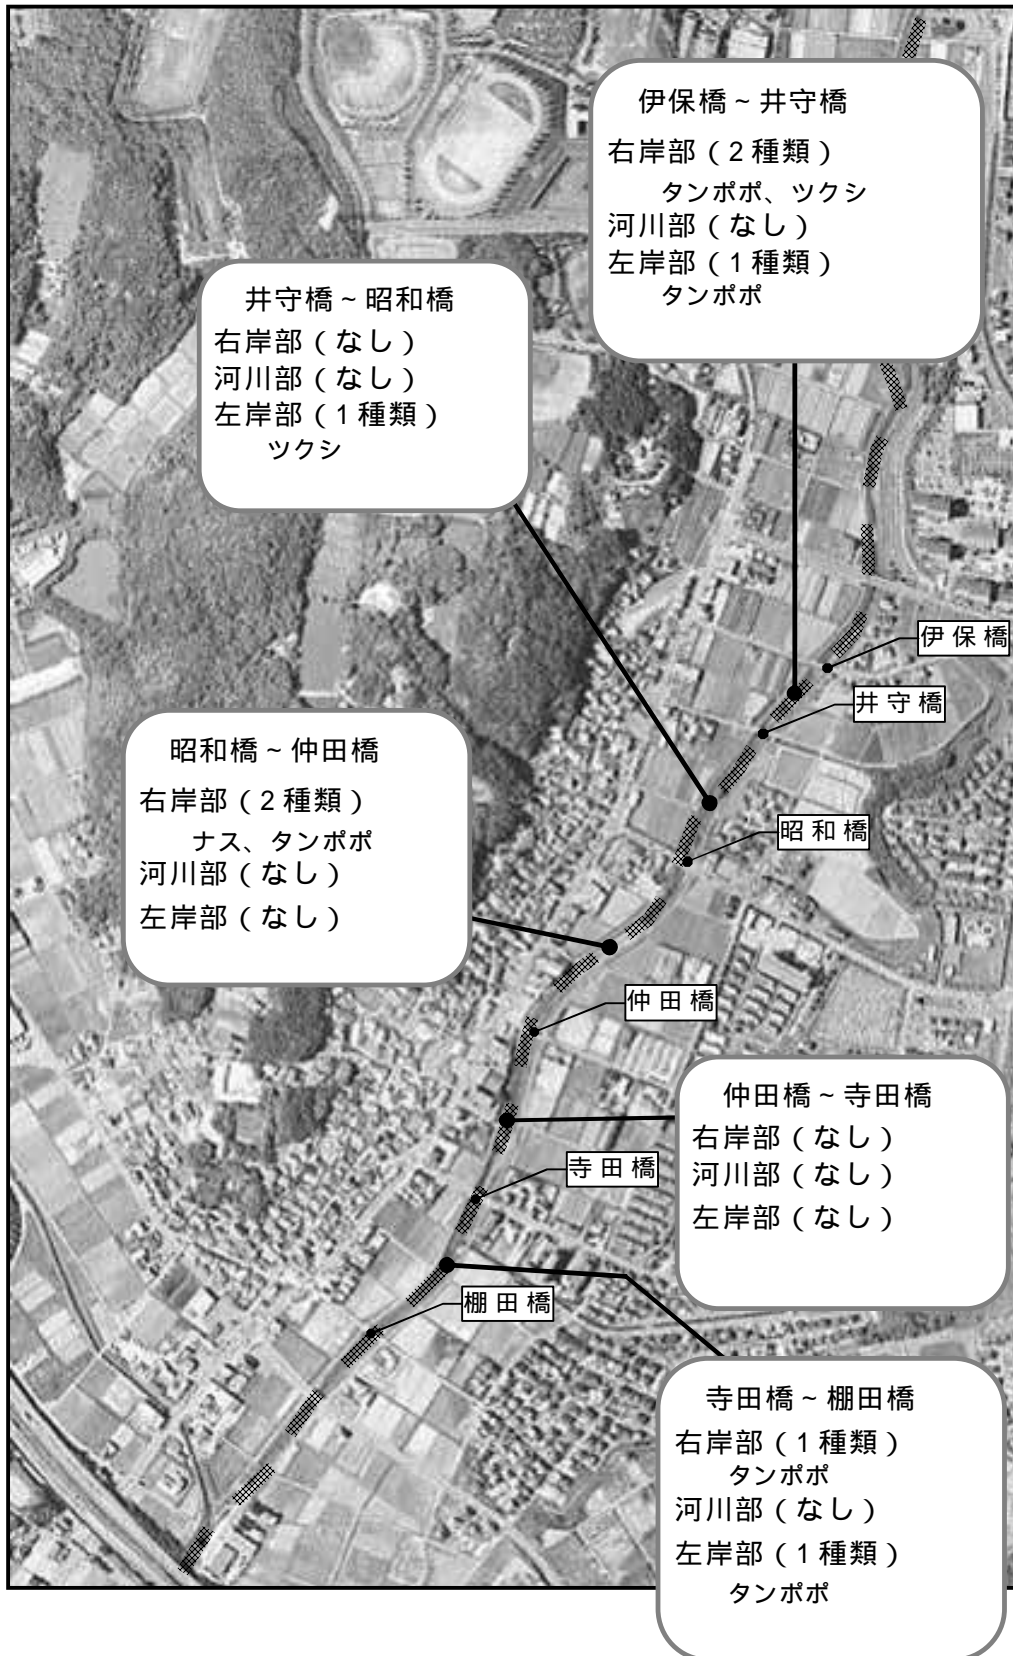 伊保橋～井守橋
右岸部（2種類）
タンポポ、ツクシ
河川部（なし）
左岸部（1種類）
タンポポ
井守橋～昭和橋
右岸部（なし）
河川部（なし）
左岸部（1種類）
ツクシ
伊保橋
井守橋
昭和橋～仲田橋
右岸部（2種類）
ナス、タンポポ
河川部（なし）
左岸部（なし）
昭和橋
仲田橋
仲田橋～寺田橋
右岸部（なし）
河川部（なし）
左岸部（なし）
寺田橋
棚田橋
寺田橋～棚田橋
右岸部（1種類）
タンポポ
河川部（なし）
左岸部（1種類）
タンポポ